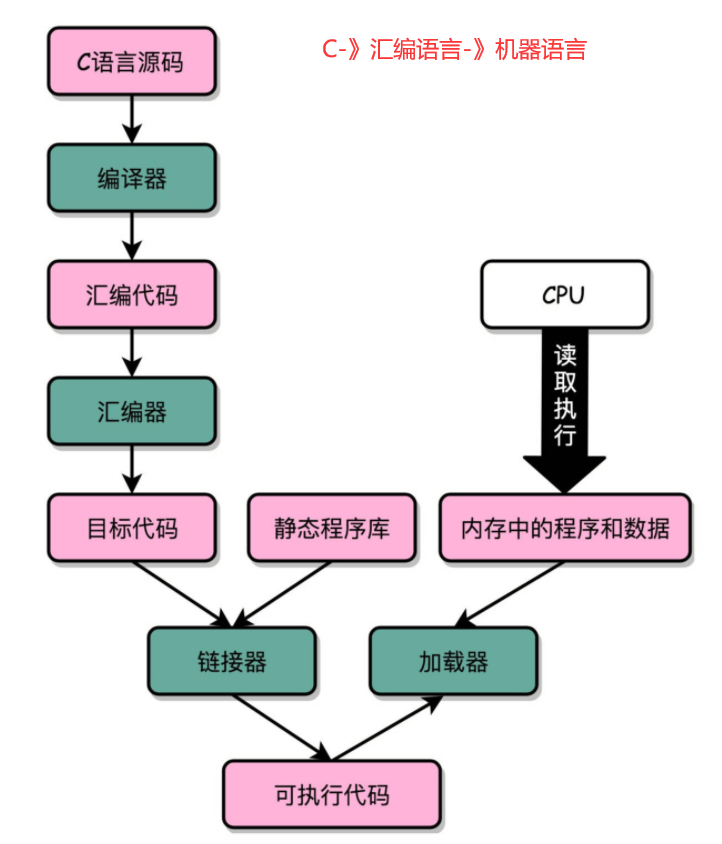 C语言源码
C-》汇编语言-》机器语言
编译器
汇编代码
CPU
读取执行
汇编器
目标代码
静态程序库
内存中的程序和数据
链接器
加载器
可执行代码